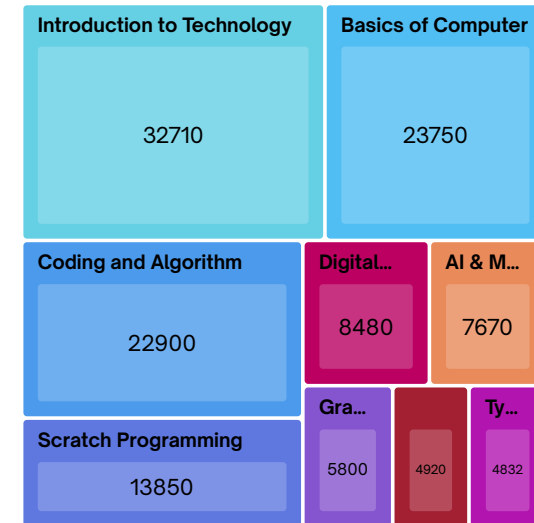 Introduction to Technology
32710
Basics of Computer
23750
Coding and Algorithm
22900
Digital...
8480
AI & M...
7670
Scratch Programming
13850
Gra...
5800
4920
Ty...
4832